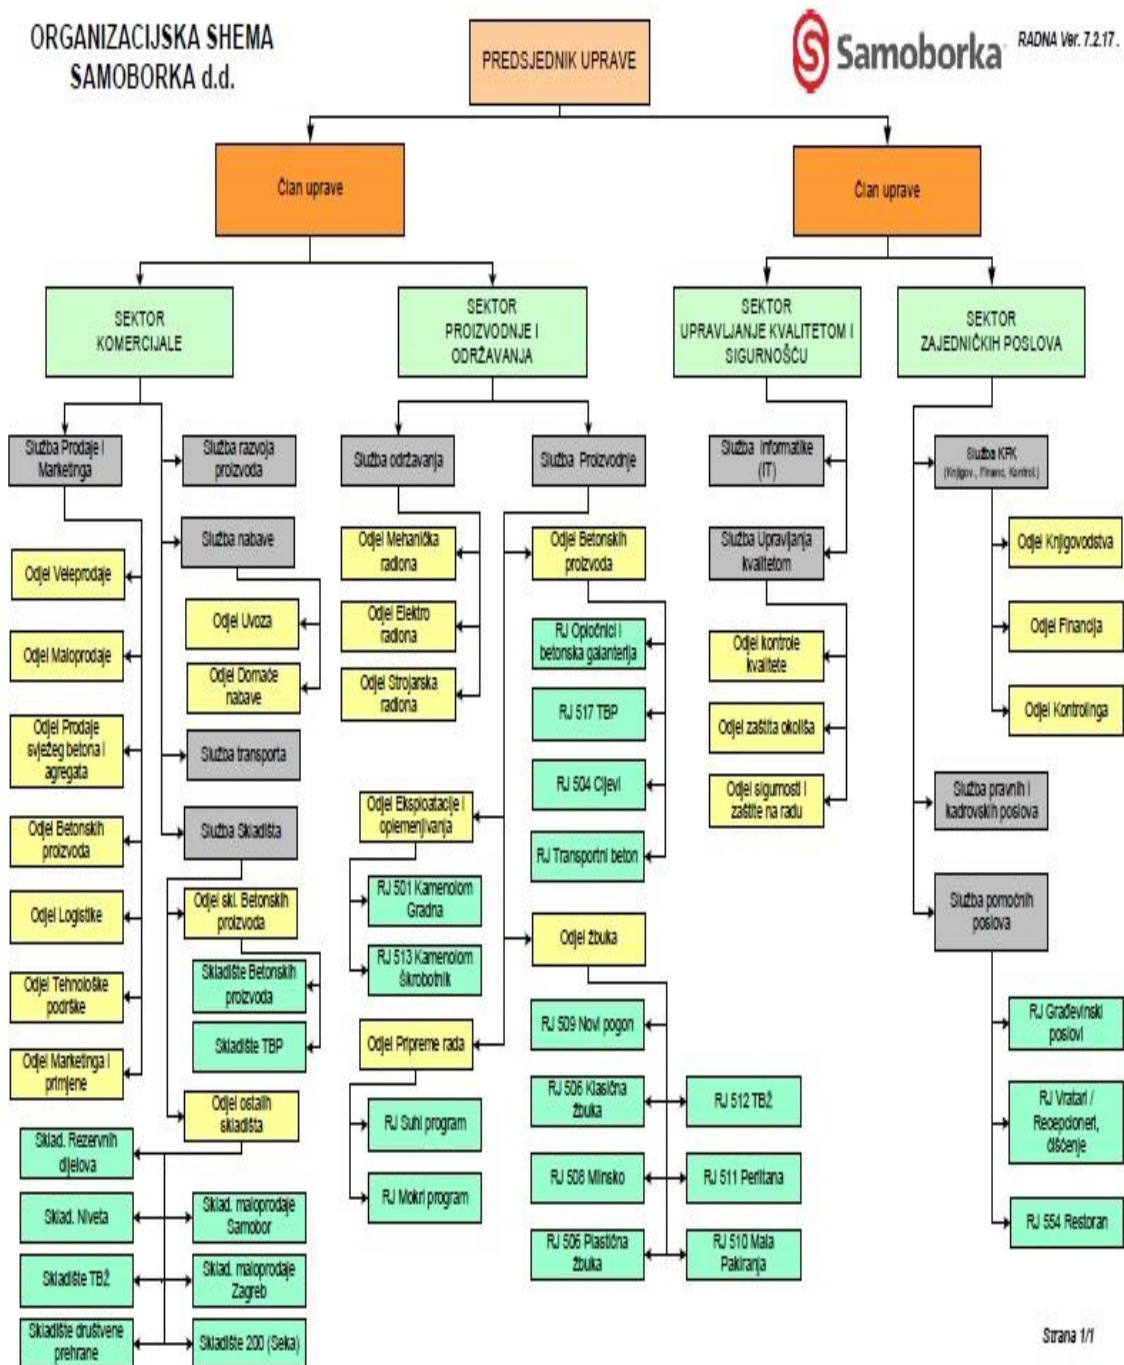 ORGANIZACIJSKA SHEMA
SAMOBORKA d.d.
PREDSJEDNIK UPRAVE
Samoborka
RADNA Ver. 7.2.17 .
Član uprave
Član uprave
SEKTOR
KOMERCIJALE
SEKTOR
PROIZVODNJE I
ODRŽAVANJA
SEKTOR
UPRAVLJANJE KVALITETOM I
SIGURNOŠĆU
SEKTOR
ZAJEDNIČKIH POSLOVA
Služba Prodaje i
Marketinga
Odjel Veleprodaje
Odjel Maloprodaje
Odjel Prodaje
svježeg betona i
agregata
Odjel Betonskih
proizvoda
Odjel Logistike
Odjel Tehnološke
podrške
Odjel Marketinga i
primjene
Služba razvoja
proizvoda
Služba nabave
Odjel Uvoza
Odjel Domaće
nabave
Služba transporta
Služba Skladišta
Odjel skl. Betonskih
proizvoda
Skladište Betonskih
proizvoda
Skladište TBP
Odjel ostalih
skladišta
Sklad. Rezervnih
dijelova
Sklad. Niveta
Sklad. maloprodaje
Samobor
Skladište TBŽ
Sklad. maloprodaje
Zagreb
Skladište društvene
prehrane
Skladište 200 (Seka)
Služba održavanja
Odjel Mehanička
radiona
Odjel Elektro
radiona
Odjel Strojarska
radiona
Služba Proizvodnje
Odjel Betonskih
proizvoda
RJ Opločnici i
betonska galanterija
RJ 517 TBP
RJ 504 Cijevi
RJ Transportni beton
Odjel Eksploatacije i
oplemenjivanja
RJ 501 Kamenolom
Gradna
RJ 513 Kamenolom
Škrobotnik
Odjel žbuka
RJ 509 Novi pogon
RJ 506 Klasična
žbuka
RJ 512 TBŽ
RJ 508 Mlinsko
RJ 511 Perlitana
RJ 506 Plastična
žbuka
RJ 510 Mala
Pakiranja
Odjel Pripreme rada
RJ Suhi program
RJ Mokri program
Služba Informatike
(IT)
Služba Upravljanja
kvalitetom
Odjel kontrole
kvalitete
Odjel zaštita okoliša
Odjel sigurnosti i
zaštite na radu
Služba KFK
(Knjigov., Financ, Kontrol.)
Odjel Knjigovodstva
Odjel Financija
Odjel Kontrolinga
Služba pravnih i
kadrovskih poslova
Služba pomoćnih
poslova
RJ Građevinski
poslovi
RJ Vratari /
Recepcioneri,
čišćenje
RJ 554 Restoran
Strana 1/1